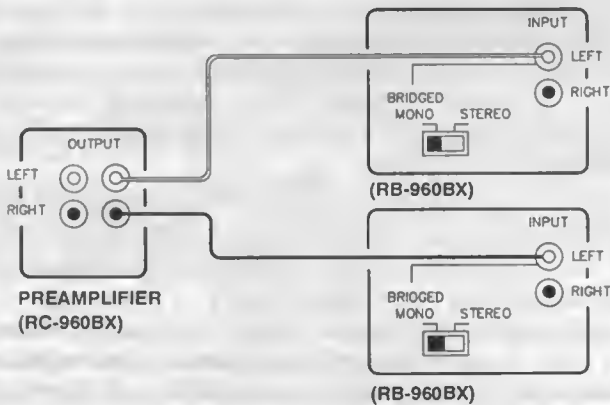 INPUT
LEFT
RIGHT
BRIDGED
MONO STEREO
(RB-960BX)
OUTPUT
LEFT
RIGHT
PREAMPLIFIER
(RC-960BX)
INPUT
LEFT
RIGHT
BRIDGED
MONO STEREO
(RB-960BX)